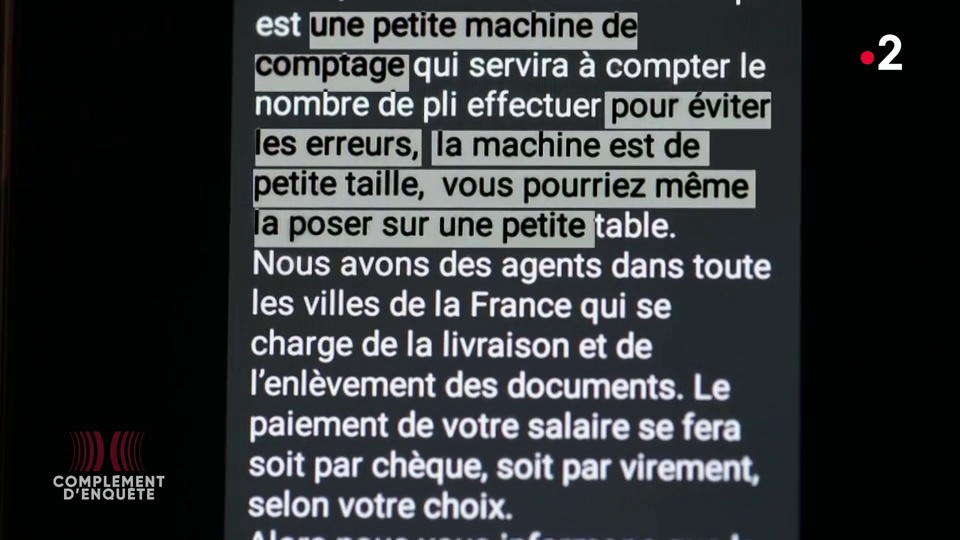 est une petite machine de
comptage qui servira à compter le
nombre de pli effectuer pour éviter
les erreurs, la machine est de
petite taille, vous pourriez même
la poser sur une petite table.
Nous avons des agents dans toute
les villes de la France qui se
charge de la livraison et de
l'enlèvement des documents. Le
paiement de votre salaire se fera
soit par chèque, soit par virement,
selon votre choix.
2
COMPLÉMENT
D'ENQUÊTE